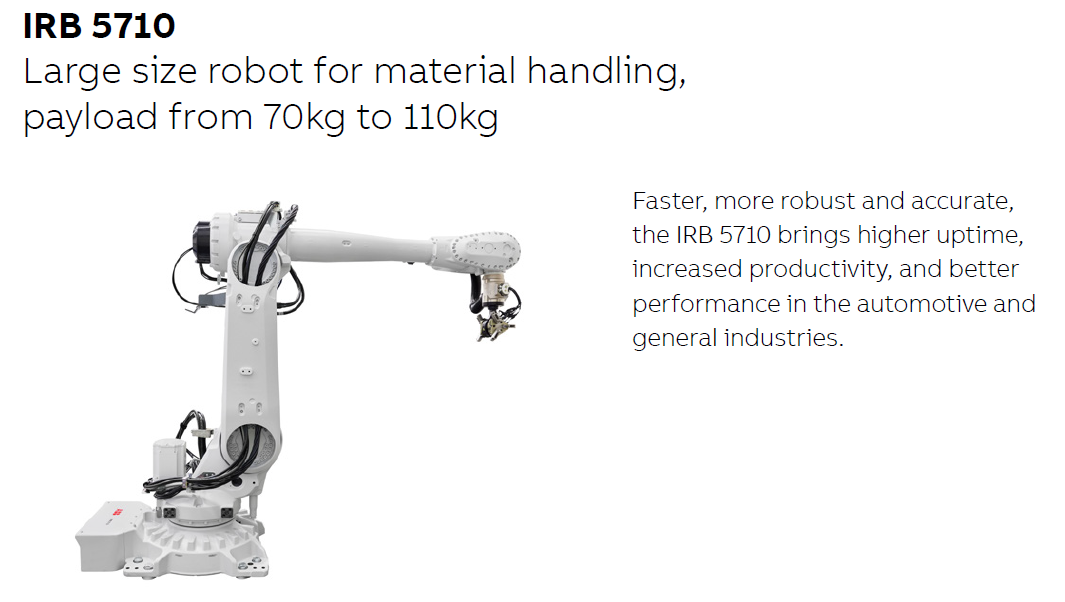 IRB 5710
Large size robot for material handling,
payload from 70kg to 110kg
Faster, more robust and accurate,
the IRB 5710 brings higher uptime,
increased productivity, and better
performance in the automotive and
general industries.
ABB